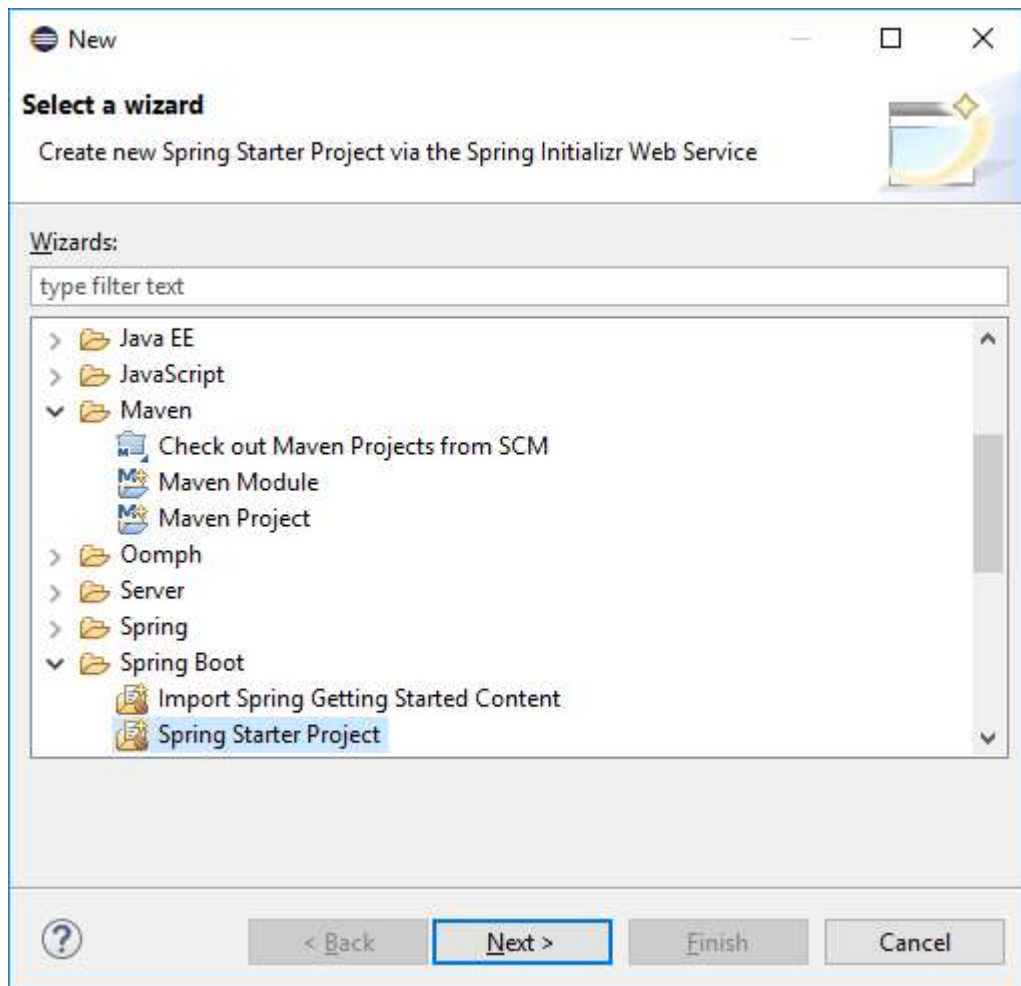 New
Select a wizard
Create new Spring Starter Project via the Spring Initializr Web Service
Wizards:
type filter text
Java EE
JavaScript
Maven
Check out Maven Projects from SCM
Maven Module
Maven Project
Oomph
Server
Spring
Spring Boot
Import Spring Getting Started Content
Spring Starter Project
? < Back Next > Finish Cancel